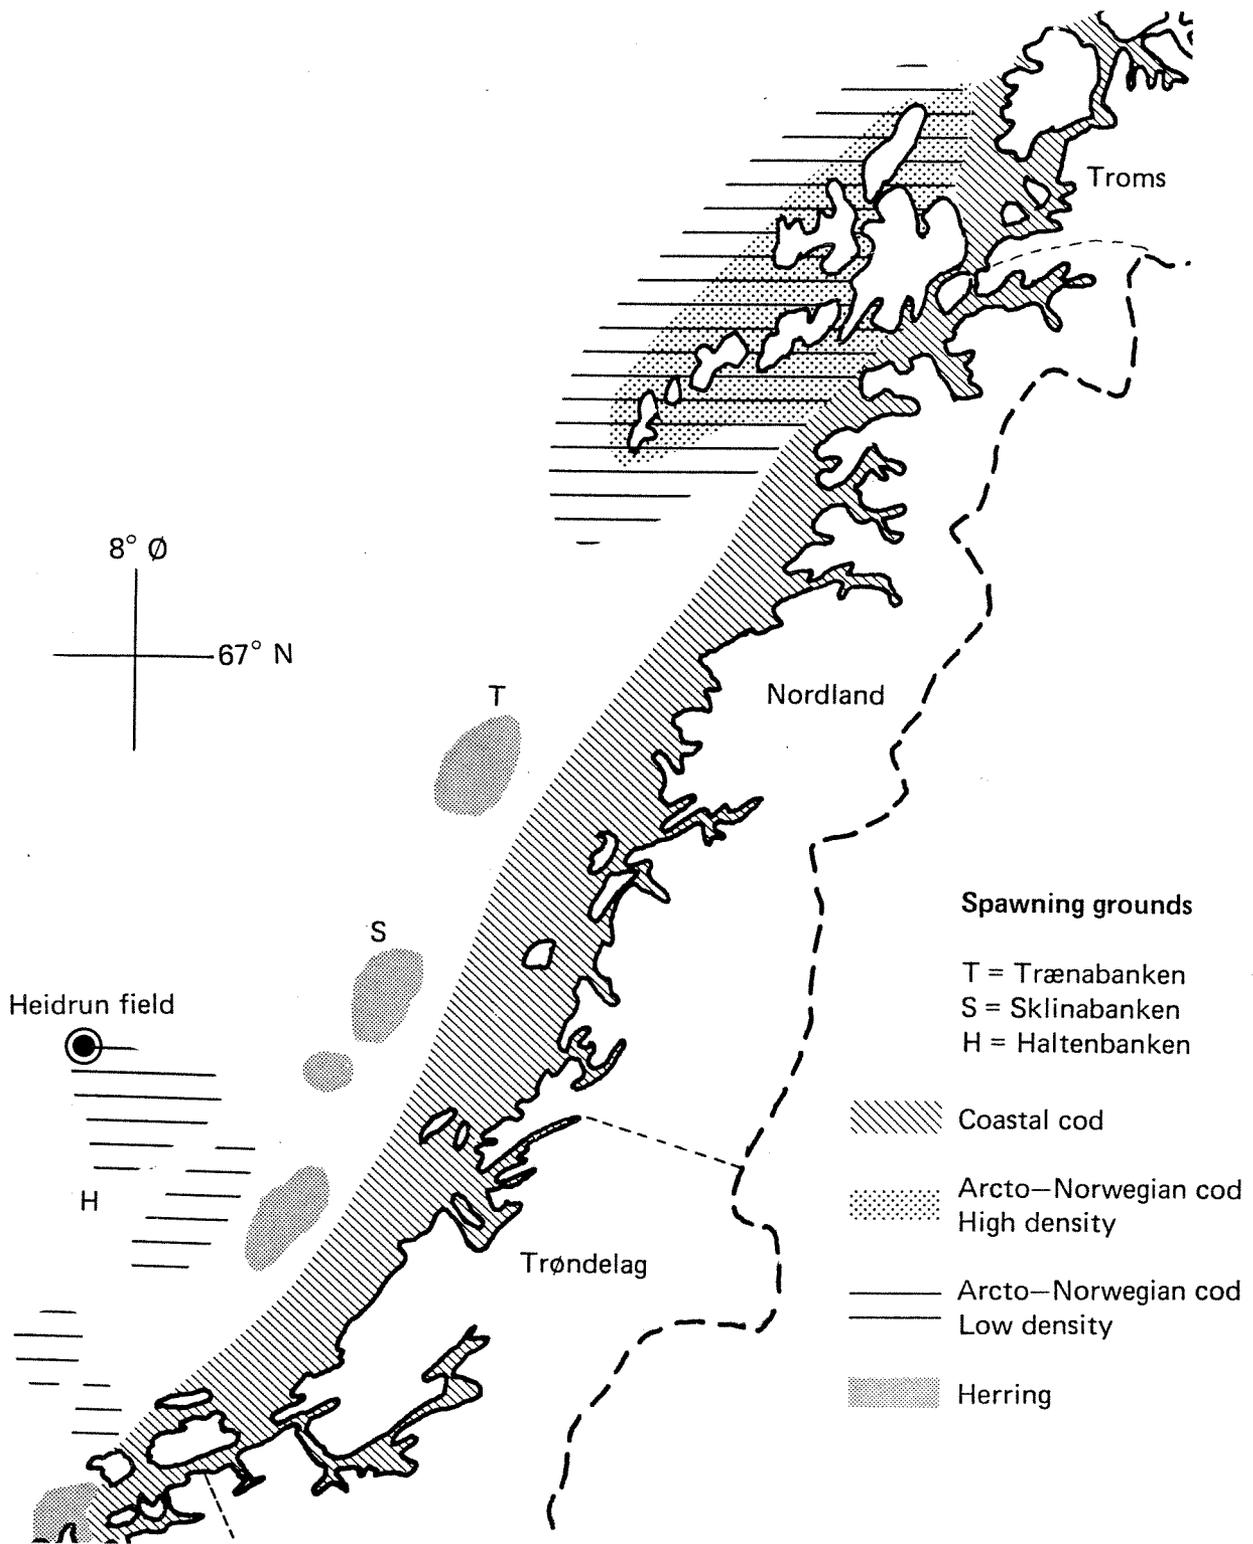 Troms
8° Ø
67° N
T
Nordland
S
Heidrun field
H
Trøndelag
Spawning grounds
T = Trænabanken
S = Sklinabanken
H = Haltenbanken
Coastal cod
Arcto—Norwegian cod
High density
Arcto—Norwegian cod
Low density
Herring